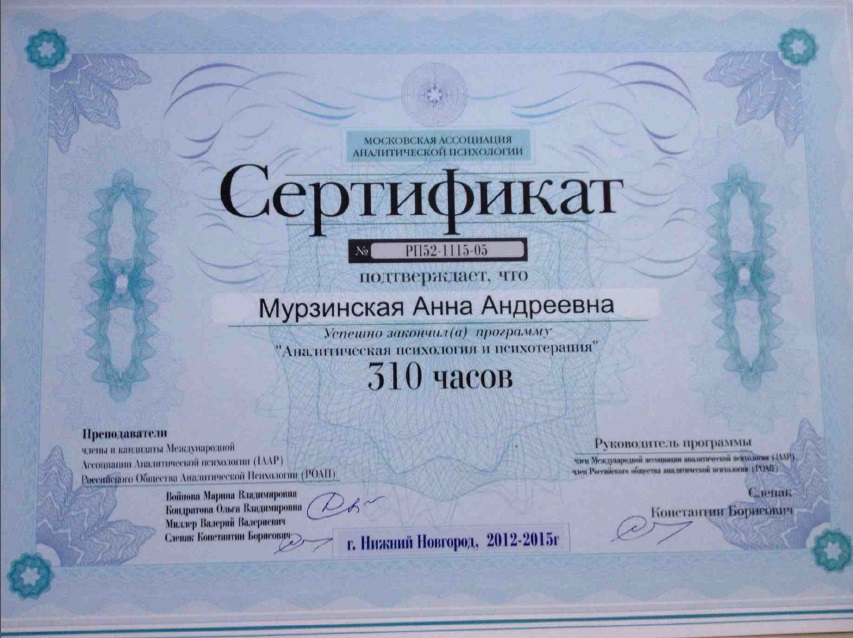 МОСКОВСКАЯ АССОЦИАЦИЯ
АНАЛИТИЧЕСКОЙ ПСИХОЛОГИИ
Сертификат
№ РП52-1115-05
подтверждает, что
Мурзинская Анна Андреевна
Успешно закончил(а) программу
"Аналитическая психология и психотерапия"
310 часов
Преподаватели
члены и кандидаты Международной
Ассоциации Аналитической психологии (IAAP)
Российского Общества Аналитической Психологии (РОАП)
Войнова Марина Владимировна
Кондратова Ольга Владимировна
Миллер Валерий Валериевич
Слепак Константин Борисович
Руководитель программы
член Международной ассоциации аналитической психологии (IAAP)
член Российского общества аналитической психологии (РОАП)
Слепак
Константин Борисович
г. Нижний Новгород, 2012-2015г